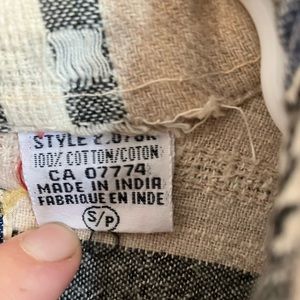 STYLE
100% COTTON/COTON
CA 07774
MADE IN INDIA
FABRIQUE EN INDE
S/P